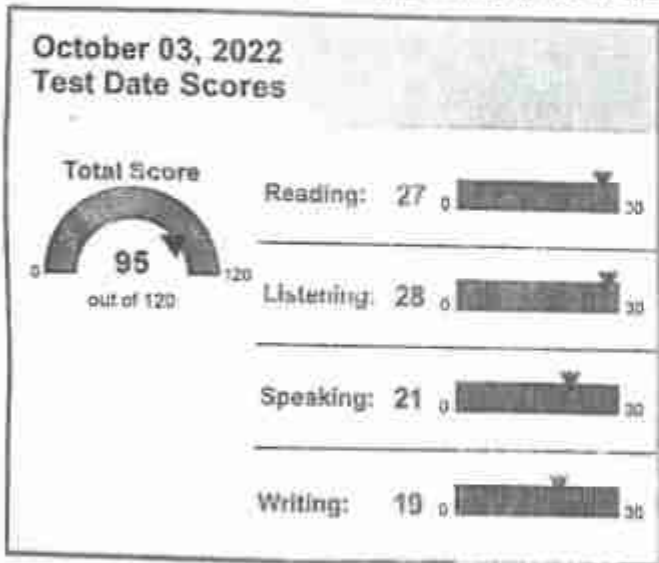 October 03, 2022
Test Date Scores
Total Score
0
95
120
out of 120
Reading: 27 0 30
Listening: 28 0 30
Speaking: 21 0 30
Writing: 19 0 30